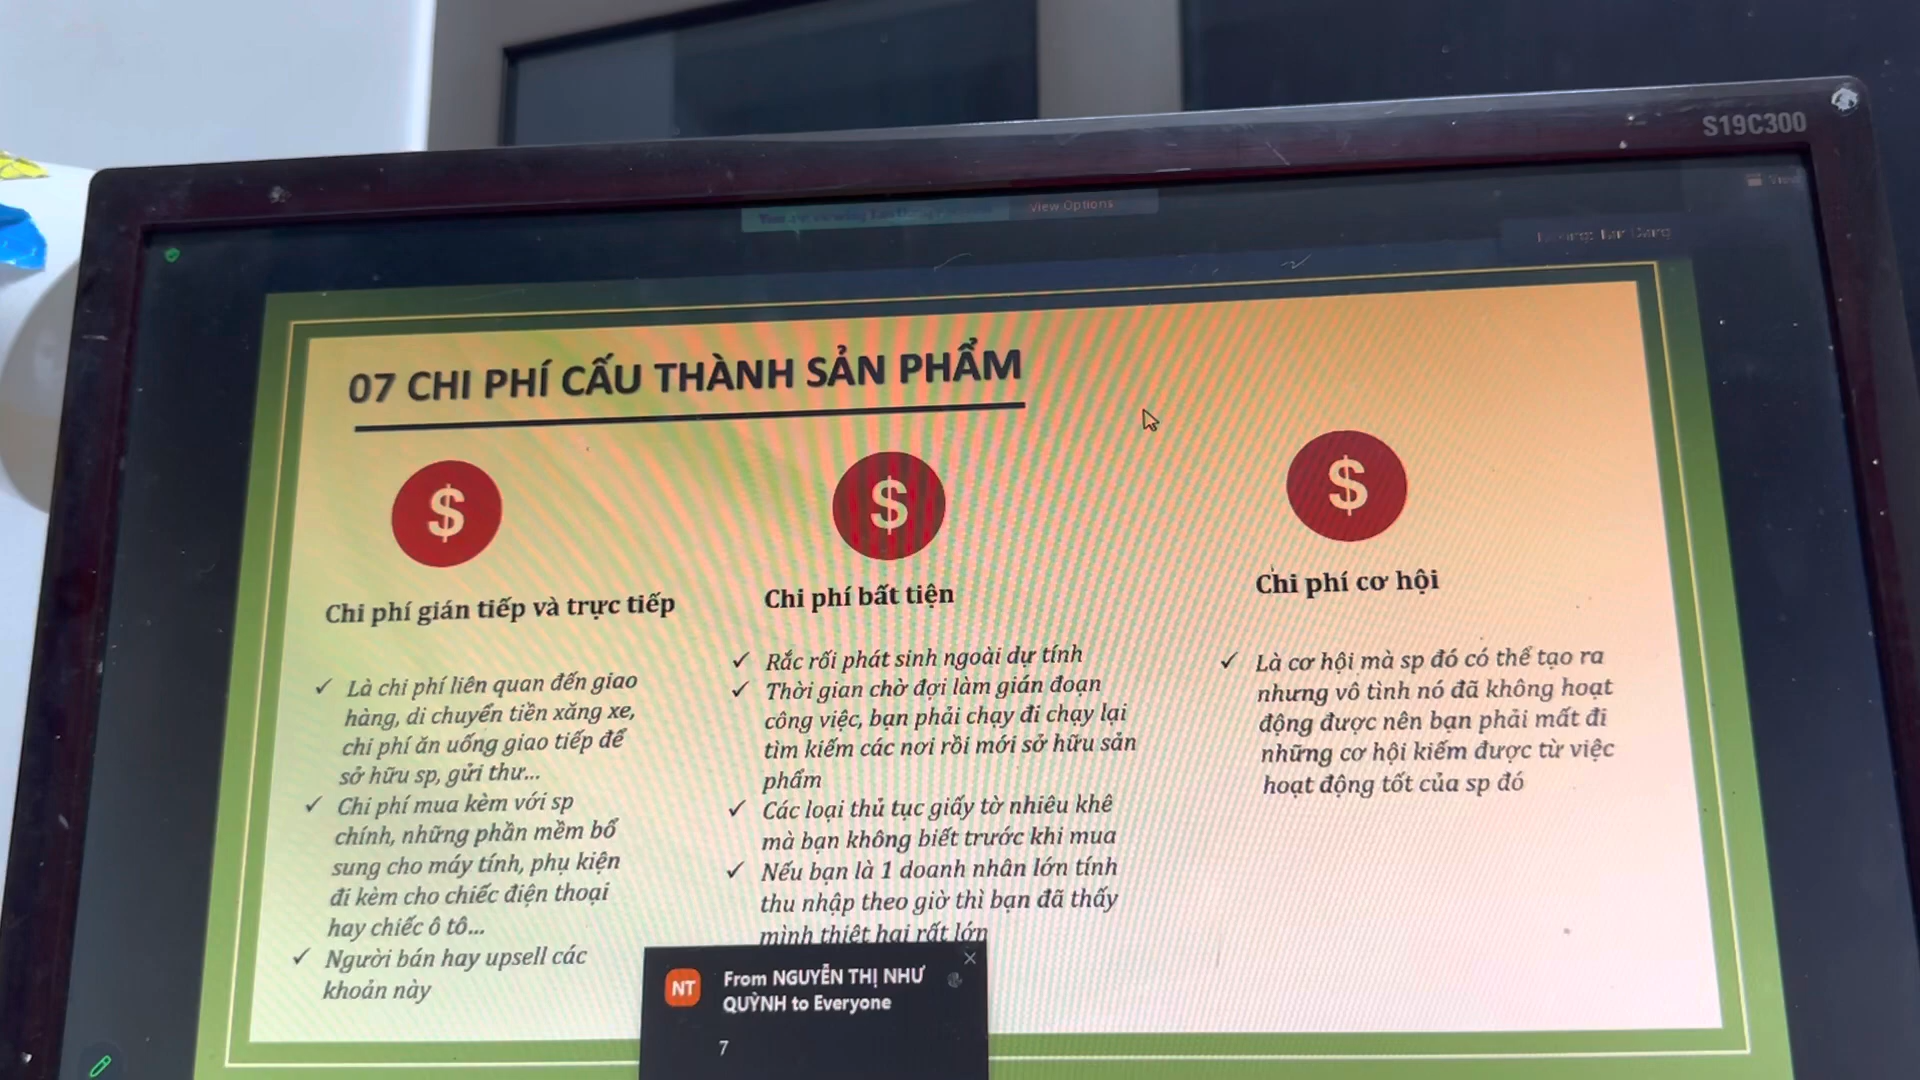 S19C300
View Options
View
07 CHI PHÍ CẤU THÀNH SẢN PHẨM
$
$
$
Chi phí gián tiếp và trực tiếp
Là chi phí liên quan đến giao
hàng, di chuyển tiền xăng xe,
chi phí ăn uống giao tiếp để
sở hữu sp, gửi thư...
Chi phí mua kèm với sp
chính, những phần mềm bổ
sung cho máy tính, phụ kiện
đi kèm cho chiếc điện thoại
hay chiếc ô tô...
Người bán hay upsell các
khoản này
Chi phí bất tiện
Rắc rối phát sinh ngoài dự tính
Thời gian chờ đợi làm gián đoạn
công việc, bạn phải chạy đi chạy lại
tìm kiếm các nơi rồi mới sở hữu sản
phẩm
Các loại thủ tục giấy tờ nhiêu khê
mà bạn không biết trước khi mua
Nếu bạn là 1 doanh nhân lớn tính
thu nhập theo giờ thì bạn đã thấy
mình thiệt hại rất lớn
Chi phí cơ hội
Là cơ hội mà sp đó có thể tạo ra
nhưng vô tình nó đã không hoạt
động được nên bạn phải mất đi
những cơ hội kiếm được từ việc
hoạt động tốt của sp đó
NT
From NGUYỄN THỊ NHƯ
QUỲNH to Everyone
7